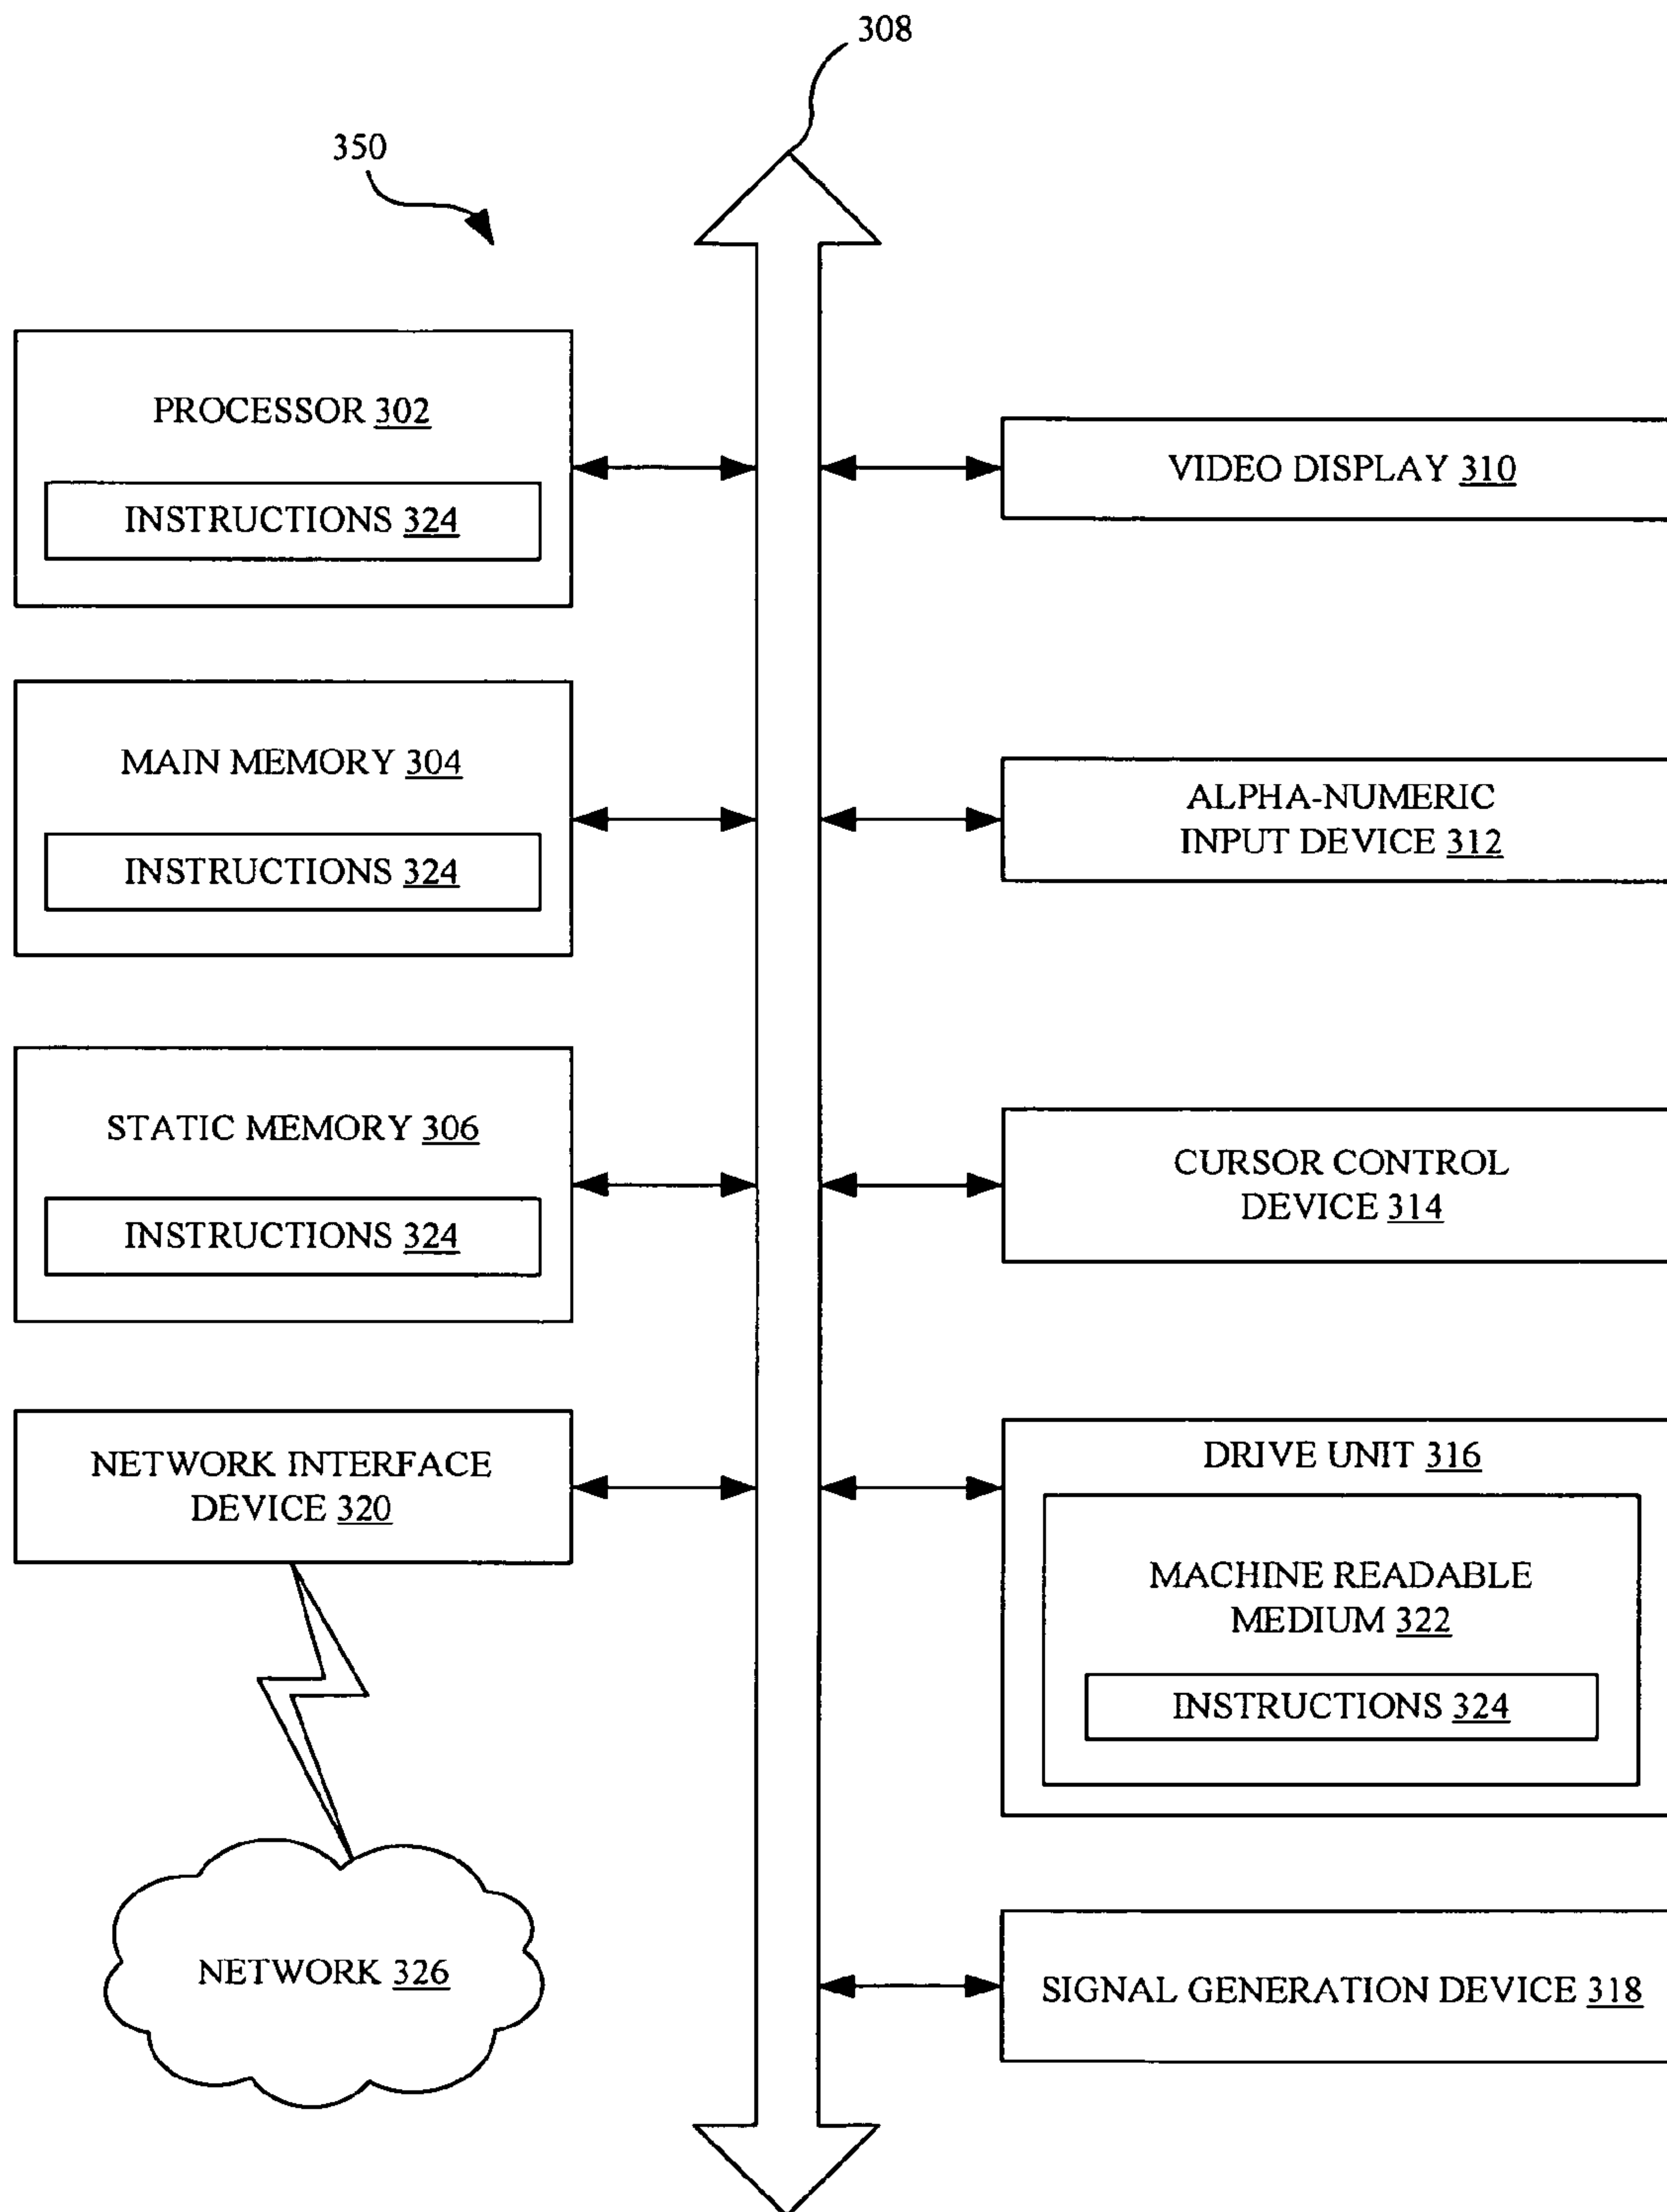 308
350
PROCESSOR 302
INSTRUCTIONS 324
MAIN MEMORY 304
INSTRUCTIONS 324
STATIC MEMORY 306
INSTRUCTIONS 324
NETWORK INTERFACE
DEVICE 320
NETWORK 326
VIDEO DISPLAY 310
ALPHA-NUMERIC
INPUT DEVICE 312
CURSOR CONTROL
DEVICE 314
DRIVE UNIT 316
MACHINE READABLE
MEDIUM 322
INSTRUCTIONS 324
SIGNAL GENERATION DEVICE 318